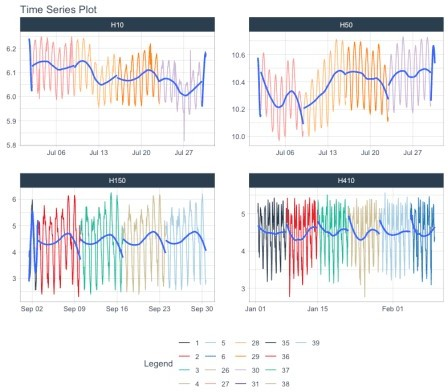 Time Series Plot
H10
H50
6.2
6.1
6.0
5.9
5.8
10.6
10.4
10.2
10.0
Jul 06 Jul 13 Jul 20 Jul 27
Jul 06 Jul 13 Jul 20 Jul 27
H150
H410
6
5
4
3
5
4
3
Sep 02 Sep 09 Sep 16 Sep 23 Sep 30
Jan 01 Jan 15 Feb 01
Legend
1 5 28 35 39
2 6 29 36
3 26 30 37
4 27 31 38